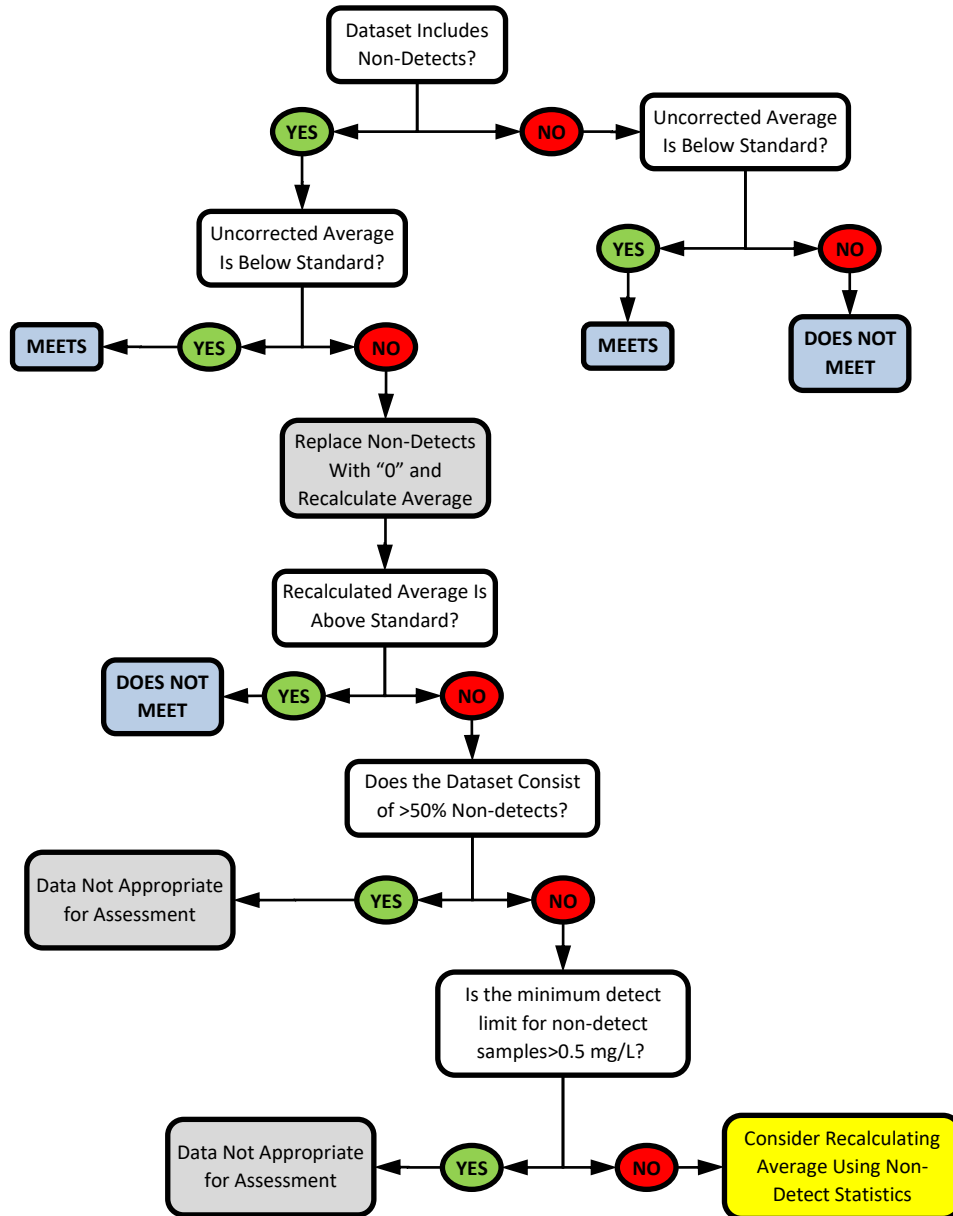 Dataset Includes
Non-Detects?
YES
NO
Uncorrected Average
Is Below Standard?
Uncorrected Average
Is Below Standard?
YES
NO
MEETS
YES
NO
MEETS
DOES NOT
MEET
Replace Non-Detects
With “0” and
Recalculate Average
Recalculated Average Is
Above Standard?
DOES NOT
MEET
YES
NO
Does the Dataset Consist
of >50% Non-detects?
Data Not Appropriate
for Assessment
YES
NO
Is the minimum detect
limit for non-detect
samples>0.5 mg/L?
Data Not Appropriate
for Assessment
YES
NO
Consider Recalculating
Average Using Non-
Detect Statistics